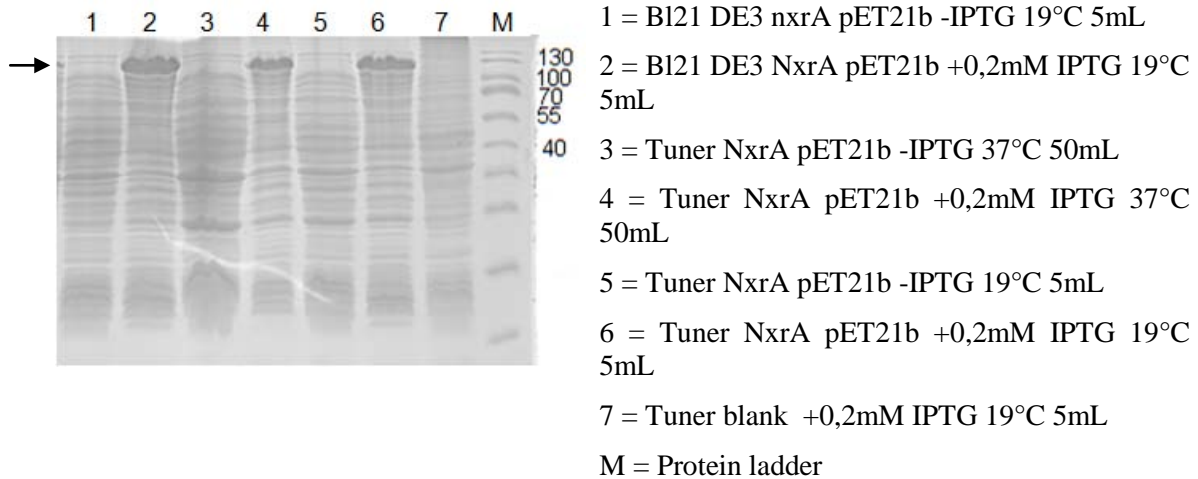 1 2 3 4 5 6 7 M
130
100
70
55
40
1 = Bl21 DE3 nxrA pET21b -IPTG 19°C 5mL
2 = Bl21 DE3 NxrA pET21b +0,2mM IPTG 19°C
5mL
3 = Tuner NxrA pET21b -IPTG 37°C 50mL
4 = Tuner NxrA pET21b +0,2mM IPTG 37°C
50mL
5 = Tuner NxrA pET21b -IPTG 19°C 5mL
6 = Tuner NxrA pET21b +0,2mM IPTG 19°C
5mL
7 = Tuner blank +0,2mM IPTG 19°C 5mL
M = Protein ladder